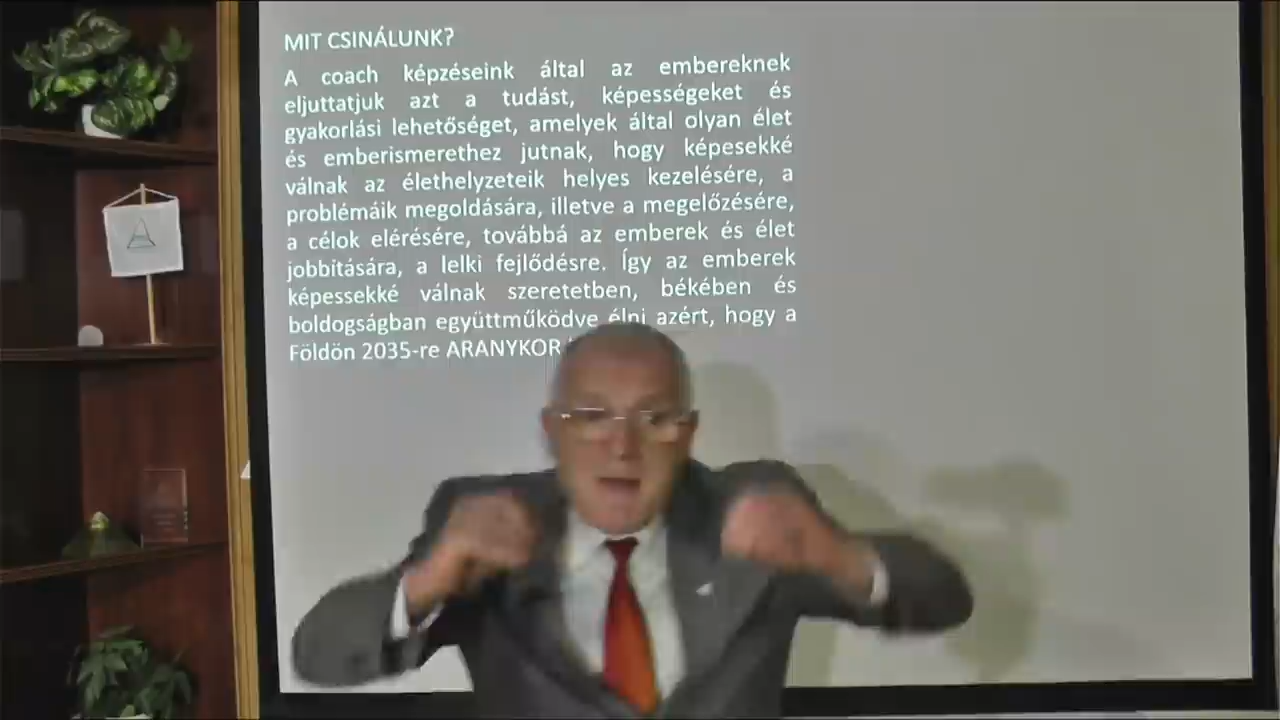 MIT CSINÁLUNK?
A coach képzéseink által az embereknek
eljuttatjuk azt a tudást, képességeket és
gyakorlási lehetőséget, amelyek által olyan élet
és emberismerethez jutnak, hogy képesekké
válnak az élethelyzeteik helyes kezelésére, a
problémáik megoldására, illetve a megelőzésére,
a célok elérésére, továbbá az emberek és élet
jobbítására, a lelki fejlődésre. Így az emberek
képessekké válnak szeretetben, békében és
boldogságban együttműködve élni azért, hogy a
Földön 2035-re ARANYKOR